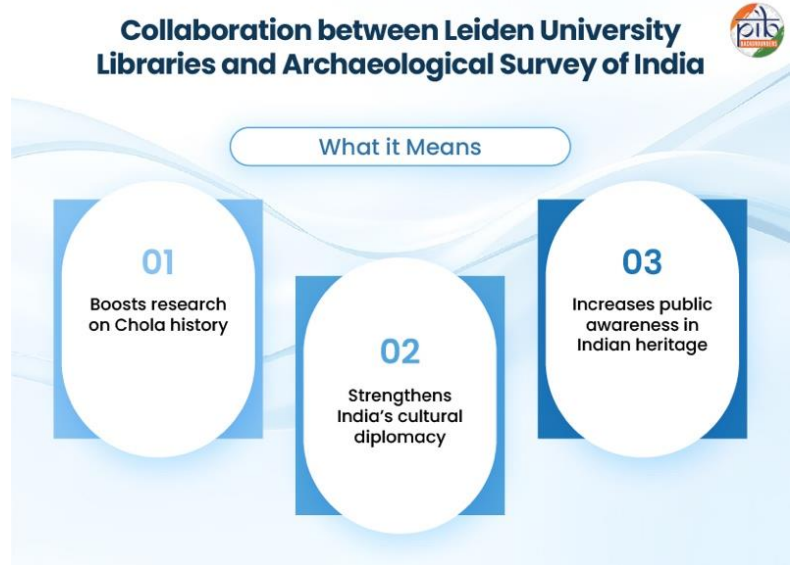 Collaboration between Leiden University
Libraries and Archaeological Survey of India
pib
BACKGROUNDERS
What it Means
01
Boosts research
on Chola history
02
Strengthens
India's cultural
diplomacy
03
Increases public
awareness in
Indian heritage